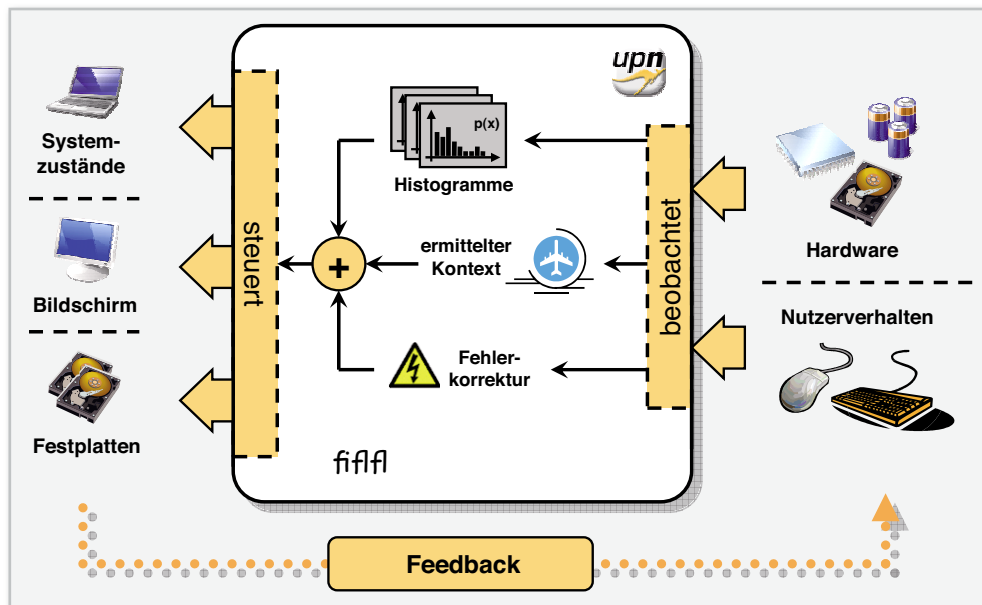 upn
System-
zustände
Bildschirm
Festplatten
steuert
p(x)
Histogramme
ermittelter
Kontext
+
Fehler-
korrektur
fiflfl
beobachtet
Hardware
Nutzerverhalten
Feedback